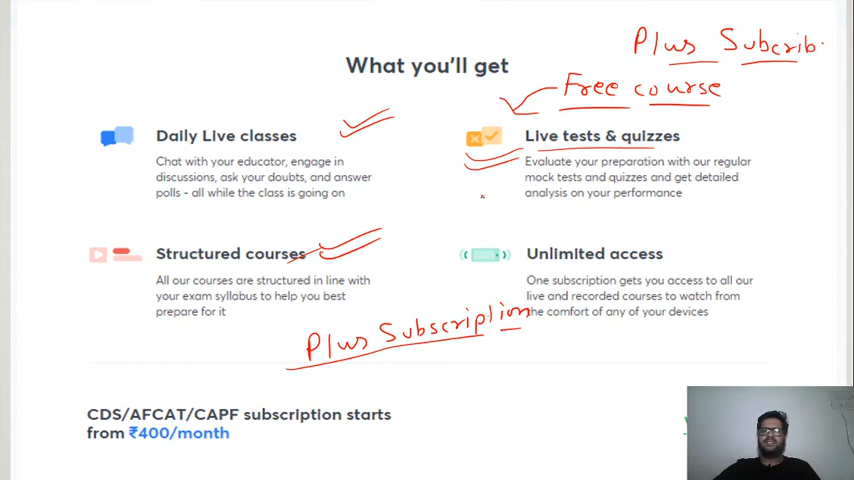 Plus Subcrib
What you'll get
Free course
Daily Live classes
Chat with your educator, engage in
discussions, ask your doubts, and answer
polls - all while the class is going on
Live tests & quizzes
Evaluate your preparation with our regular
mock tests and quizzes and get detailed
analysis on your performance
Structured courses
All our courses are structured in line with
your exam syllabus to help you best
prepare for it
Unlimited access
One subscription gets you access to all our
live and recorded courses to watch from
the comfort of any of your devices
Plus Subscription
CDS/AFCAT/CAPF subscription starts
from ₹400/month